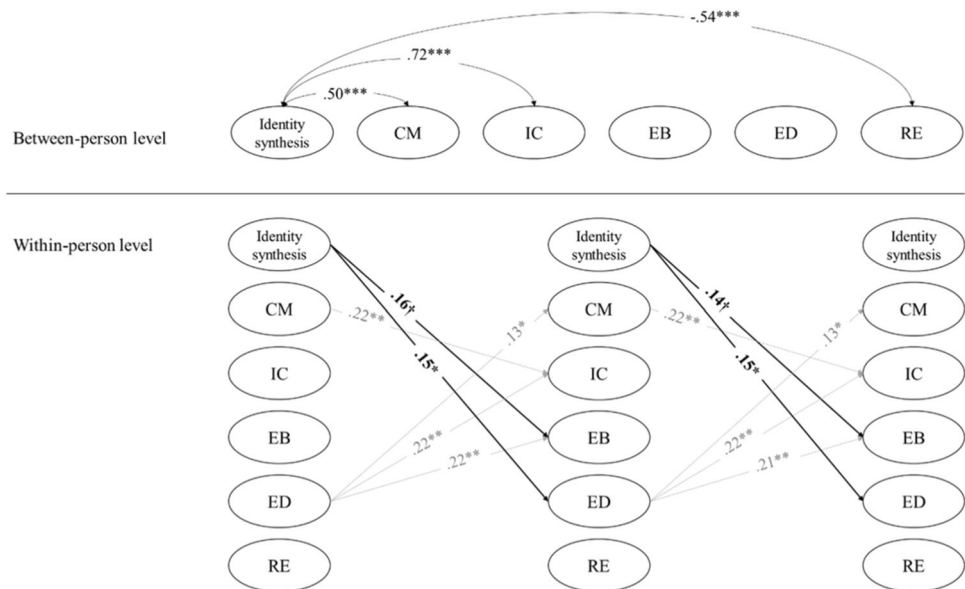 -.54***
.72***
.50***
Between-person level
Identity
synthesis
CM
IC
EB
ED
RE
Within-person level
Identity
synthesis
Identity
synthesis
Identity
synthesis
CM
.22**
.16†
.13*
CM
.22**
.14†
.13*
CM
IC
.15*
IC
.15*
IC
EB
.22**
.22**
EB
.22**
.21**
EB
ED
ED
ED
RE
RE
RE